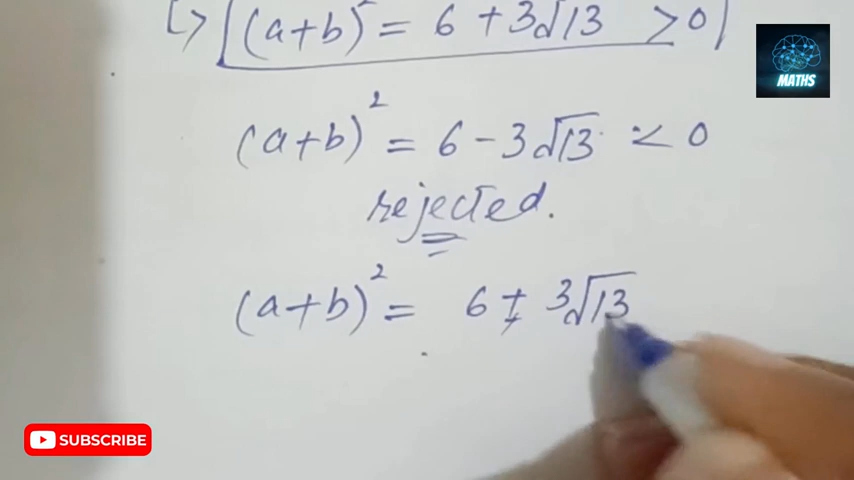 ↳ (a+b)² = 6 + 3√13 > 0
MATHS
(a+b)² = 6 - 3√13 < 0
rejected.
(a+b)² = 6 ± 3√13
SUBSCRIBE